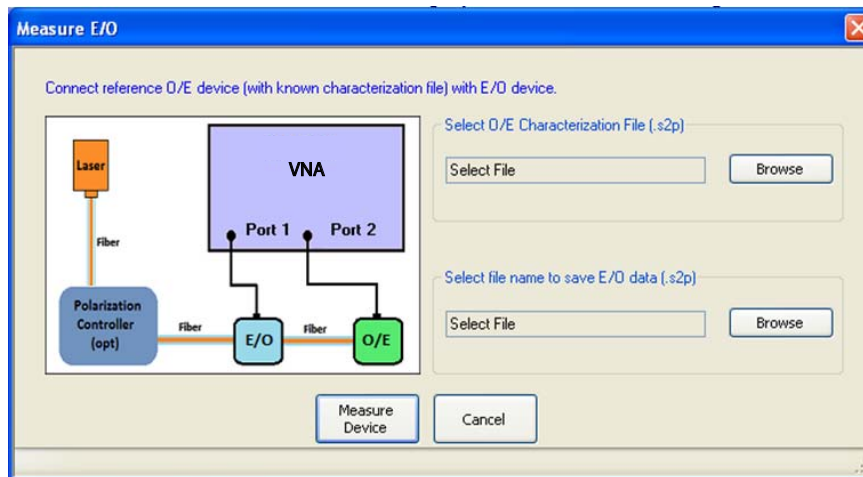 Measure E/O
Connect reference O/E device (with known characterization file) with E/O device.
Laser
VNA
Port 1
Port 2
Fiber
Polarization
Controller
(opt)
Fiber
E/O
Fiber
O/E
Select O/E Characterization File (.s2p)
Select File
Browse
Select file name to save E/O data (.s2p)
Select File
Browse
Measure
Device
Cancel